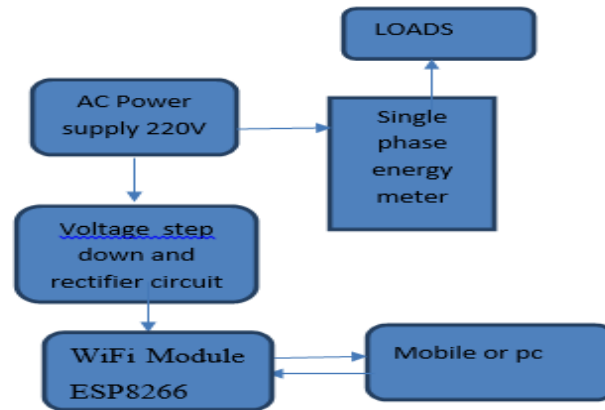 LOADS
AC Power
supply 220V
Single
phase
energy
meter
Voltage step
down and
rectifier circuit
WiFi Module
ESP8266
Mobile or pc